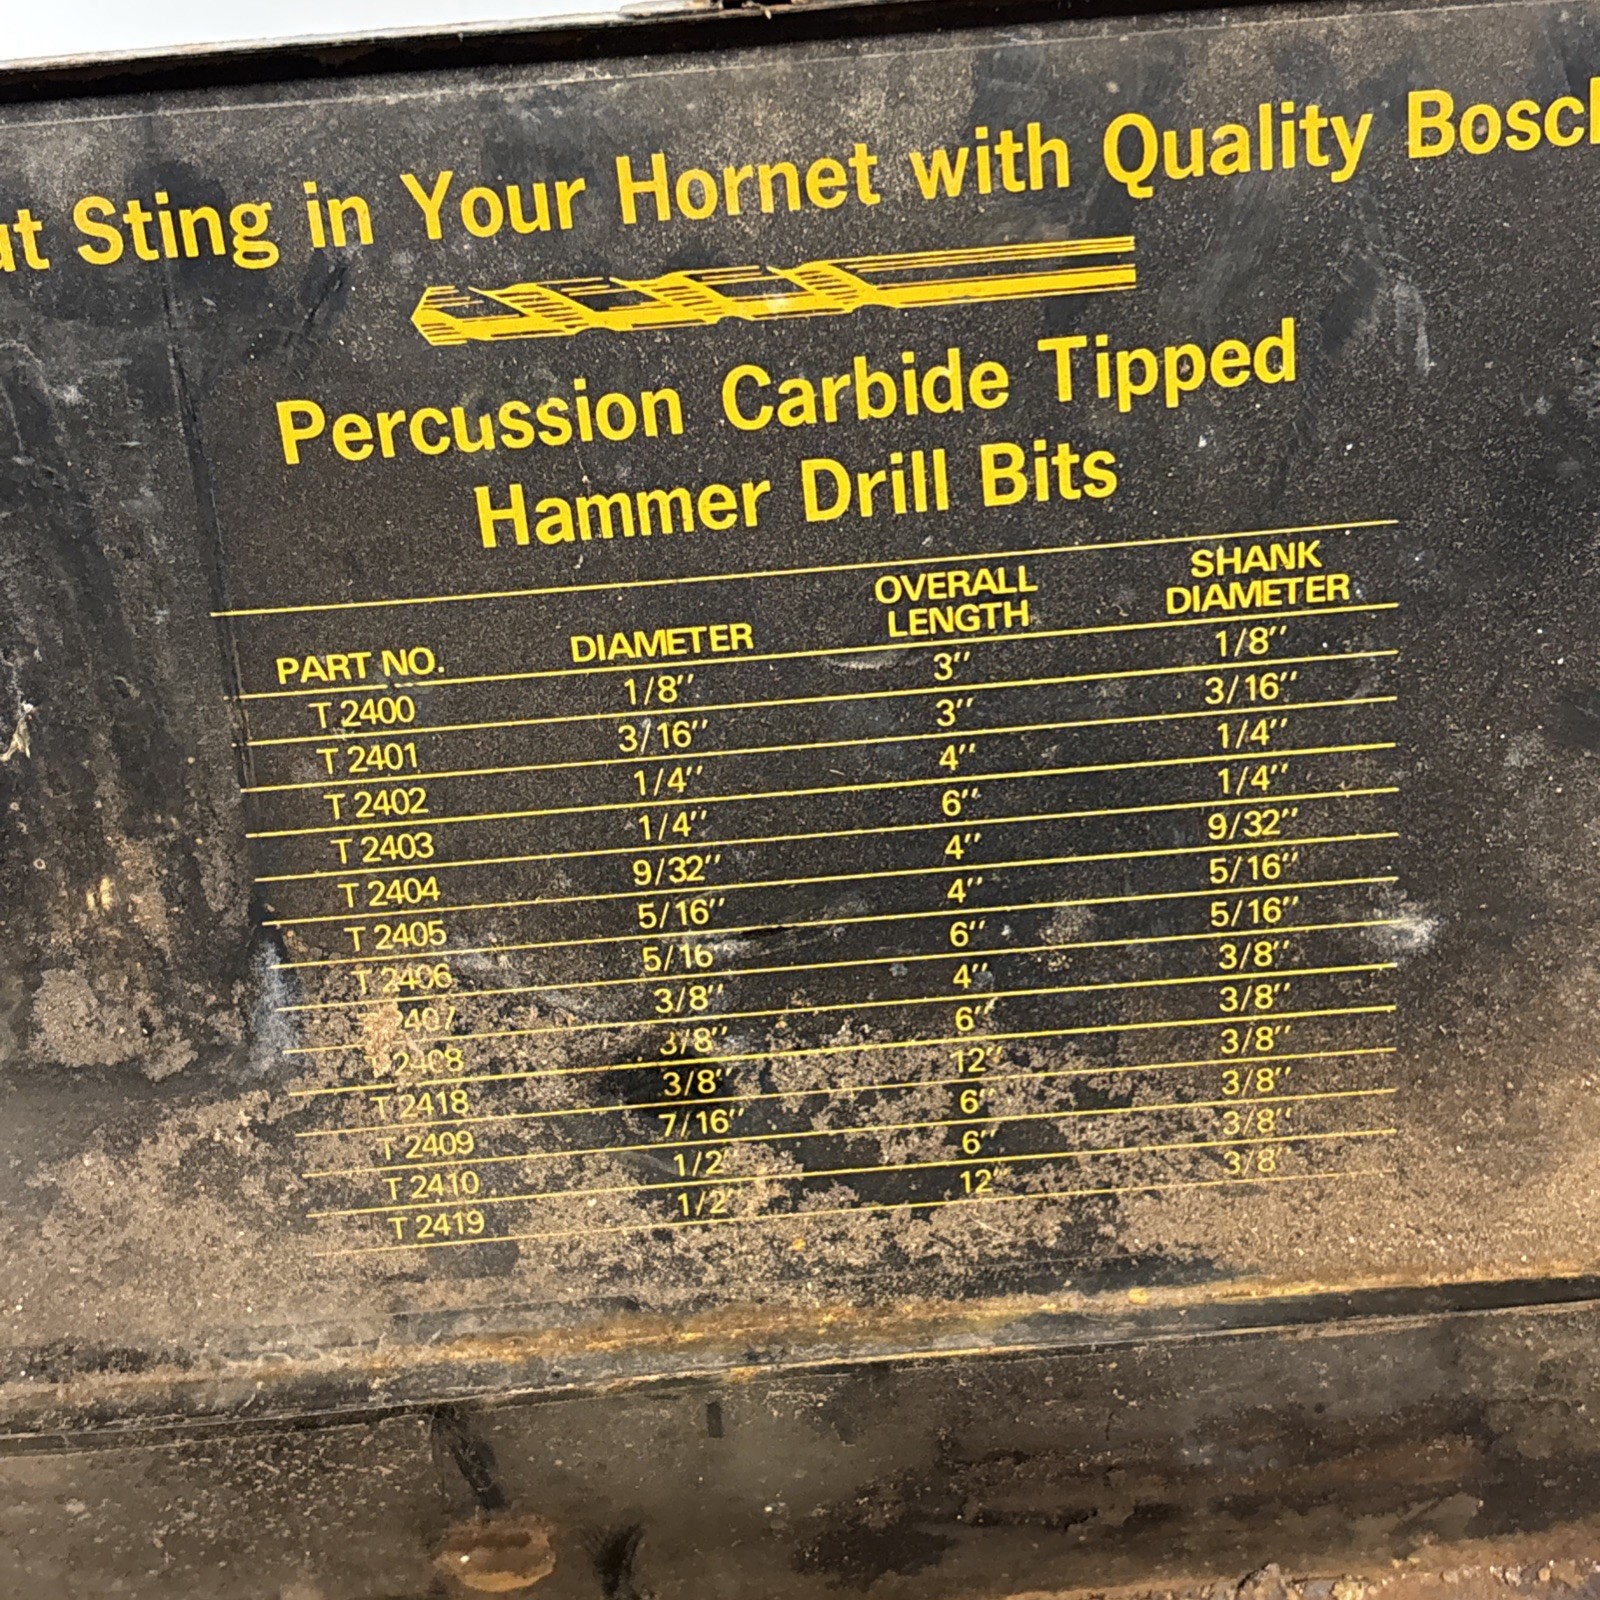 ut Sting in Your Hornet with Quality Bosch
Percussion Carbide Tipped
Hammer Drill Bits
PART NO. DIAMETER OVERALL LENGTH SHANK DIAMETER
T 2400 1/8" 3" 1/8"
T 2401 3/16" 3" 3/16"
T 2402 1/4" 4" 1/4"
T 2403 1/4" 6" 1/4"
T 2404 9/32" 4" 9/32"
T 2405 5/16" 4" 5/16"
T 2406 5/16" 6" 5/16"
2407 3/8" 4" 3/8"
T 2408 3/8" 6" 3/8"
T 2418 3/8" 12" 3/8"
T 2409 7/16" 6" 3/8"
T 2410 1/2" 6" 3/8"
T 2419 1/2" 12" 3/8"